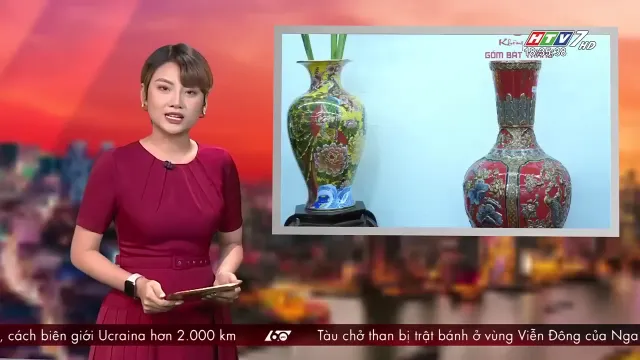 HTV7 HD
GỐM BÁT
, cách biên giới Ucraina hơn 2.000 km
60
Tàu chở than bị trật bánh ở vùng Viễn Đông của Nga